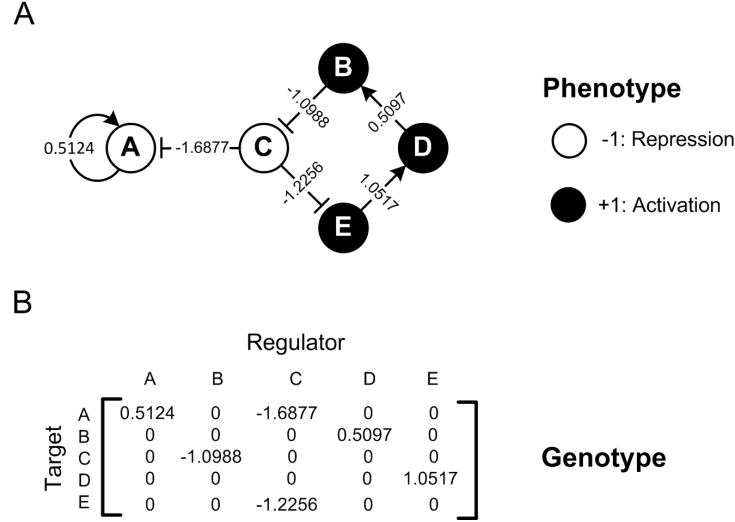 A
B
-1.0988
0.5097
Phenotype
0.5124
A
-1.6877
C
D
-1: Repression
-1.2256
1.0517
E
+1: Activation
B
Regulator
A B C D E
Target
A 0.5124 0 -1.6877 0 0
B 0 0 0 0.5097 0
C 0 -1.0988 0 0 0
D 0 0 0 0 1.0517
E 0 0 -1.2256 0 0
Genotype